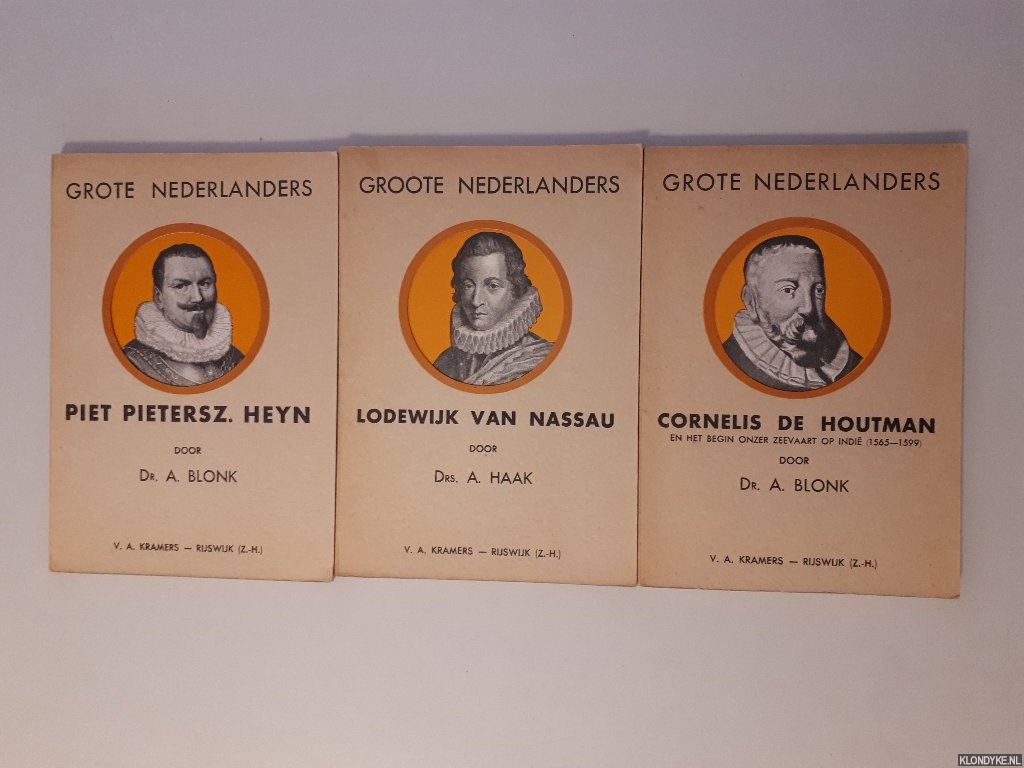 GROTE NEDERLANDERS
PIET PIETERSZ. HEYN
DOOR
DR. A. BLONK
V. A. KRAMERS — RIJSWIJK (Z.-H.)
GROOTE NEDERLANDERS
LODEWIJK VAN NASSAU
DOOR
DRS. A. HAAK
V. A. KRAMERS — RIJSWIJK (Z.-H.)
GROTE NEDERLANDERS
CORNELIS DE HOUTMAN
EN HET BEGIN ONZER ZEEVAART OP INDIË (1565—1599)
DOOR
DR. A. BLONK
V. A. KRAMERS — RIJSWIJK (Z.-H.)
KLONDYKE.NL